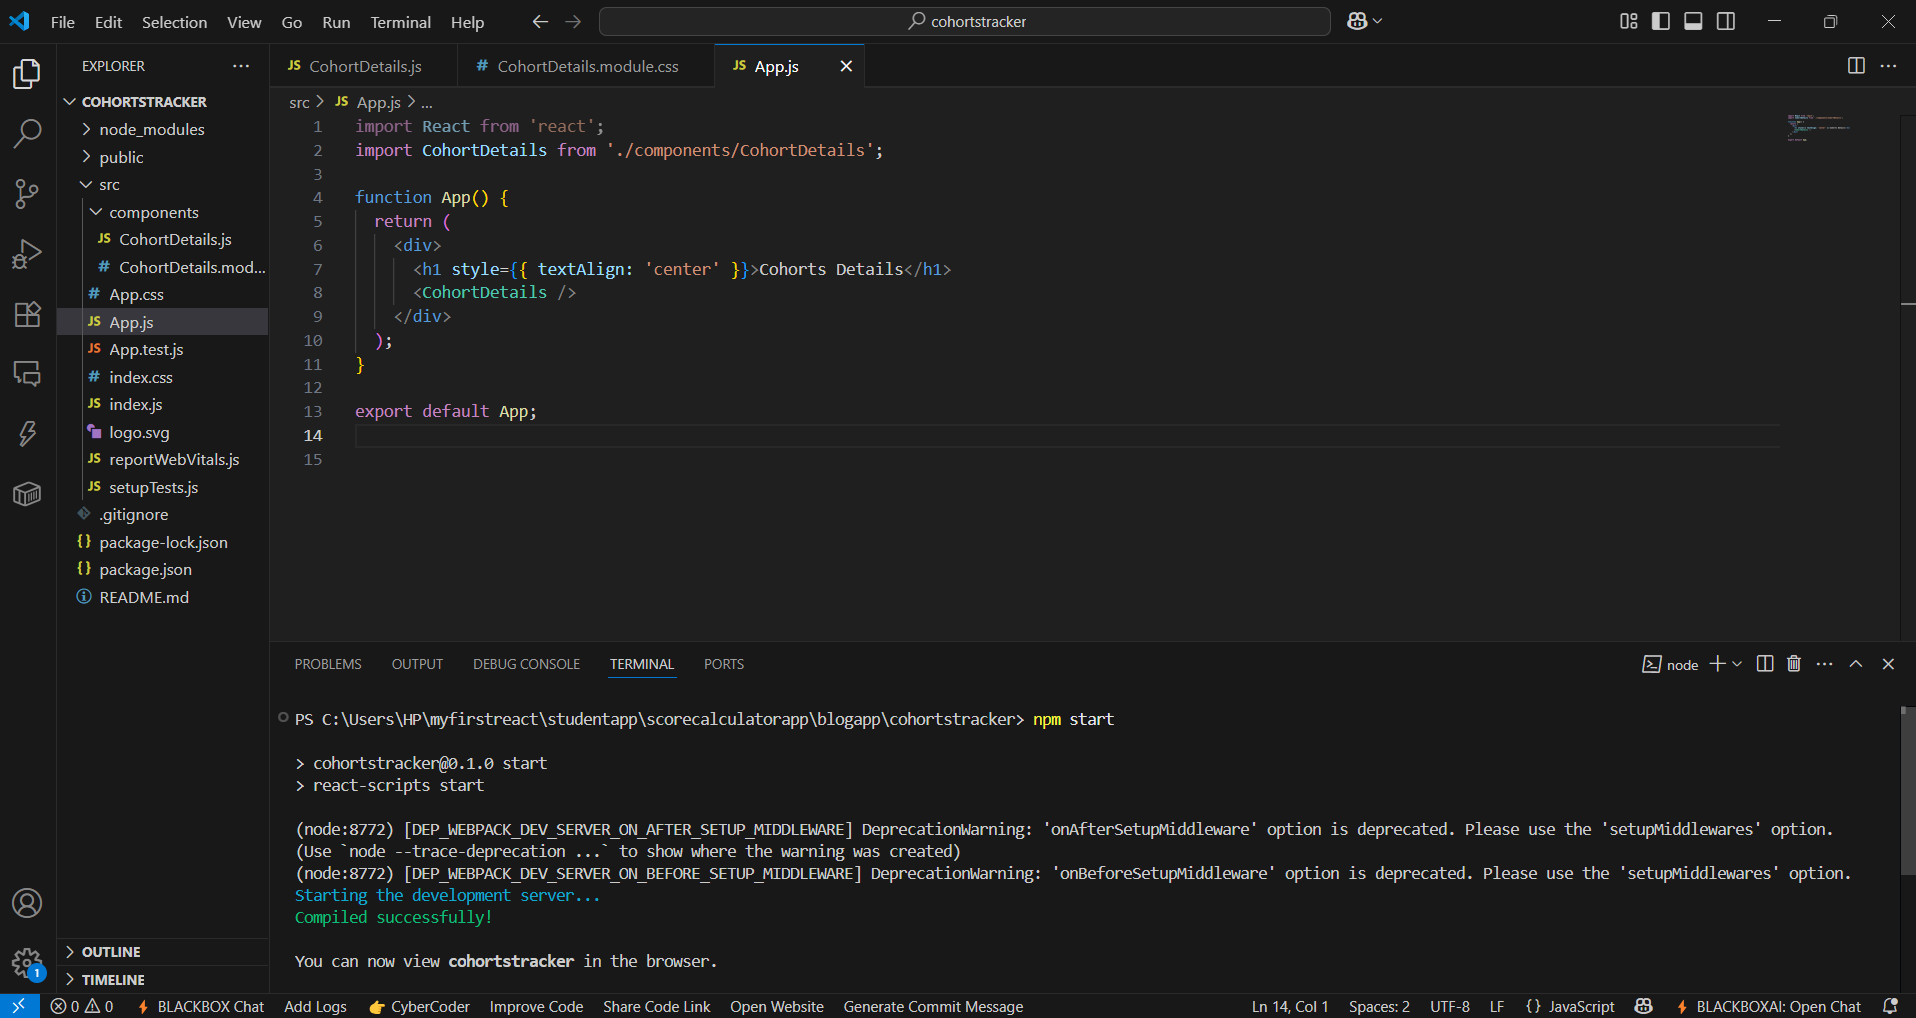 File Edit Selection View Go Run Terminal Help
cohortstracker
EXPLORER
COHORTSTRACKER
node_modules
public
src
components
JS CohortDetails.js
# CohortDetails.mod...
# App.css
JS App.js
JS App.test.js
# index.css
JS index.js
logo.svg
JS reportWebVitals.js
JS setupTests.js
.gitignore
{} package-lock.json
{} package.json
README.md
OUTLINE
TIMELINE
JS CohortDetails.js # CohortDetails.module.css JS App.js
src > JS App.js > ...
1 import React from 'react';
2 import CohortDetails from './components/CohortDetails';
3
4 function App() {
5 return (
6 <div>
7 <h1 style={{ textAlign: 'center' }}>Cohorts Details</h1>
8 <CohortDetails />
9 </div>
10 );
11 }
12
13 export default App;
14
15
PROBLEMS OUTPUT DEBUG CONSOLE TERMINAL PORTS
node
PS C:\Users\HP\myfirstreact\studentapp\scorecalculatorapp\blogapp\cohortstracker> npm start
> cohortstracker@0.1.0 start
> react-scripts start
(node:8772) [DEP_WEBPACK_DEV_SERVER_ON_AFTER_SETUP_MIDDLEWARE] DeprecationWarning: 'onAfterSetupMiddleware' option is deprecated. Please use the 'setupMiddlewares' option.
(Use `node --trace-deprecation ...` to show where the warning was created)
(node:8772) [DEP_WEBPACK_DEV_SERVER_ON_BEFORE_SETUP_MIDDLEWARE] DeprecationWarning: 'onBeforeSetupMiddleware' option is deprecated. Please use the 'setupMiddlewares' option.
Starting the development server...
Compiled successfully!
You can now view cohortstracker in the browser.
1
0 0 BLACKBOX Chat Add Logs CyberCoder Improve Code Share Code Link Open Website Generate Commit Message Ln 14, Col 1 Spaces: 2 UTF-8 LF {} JavaScript BLACKBOXAI: Open Chat